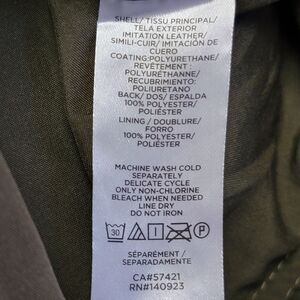 SHELL/ TISSU PRINCIPAL/
TELA EXTERIOR
IMITATION LEATHER/
SIMILI-CUIR/ IMITACIÓN DE
CUERO
COATING:POLYURETHANE/
REVÊTEMENT :
POLYURÉTHANNE/
RECUBRIMIENTO:
POLIURETANO
BACK/ DOS/ ESPALDA
100% POLYESTER/
POLIÉSTER
LINING / DOUBLURE/
FORRO
100% POLYESTER/
POLIÉSTER
MACHINE WASH COLD
SEPARATELY
DELICATE CYCLE
ONLY NON-CHLORINE
BLEACH WHEN NEEDED
LINE DRY
DO NOT IRON
30 P
SÉPARÉMENT/
SEPARADAMENTE
CA#57421
RN#140923